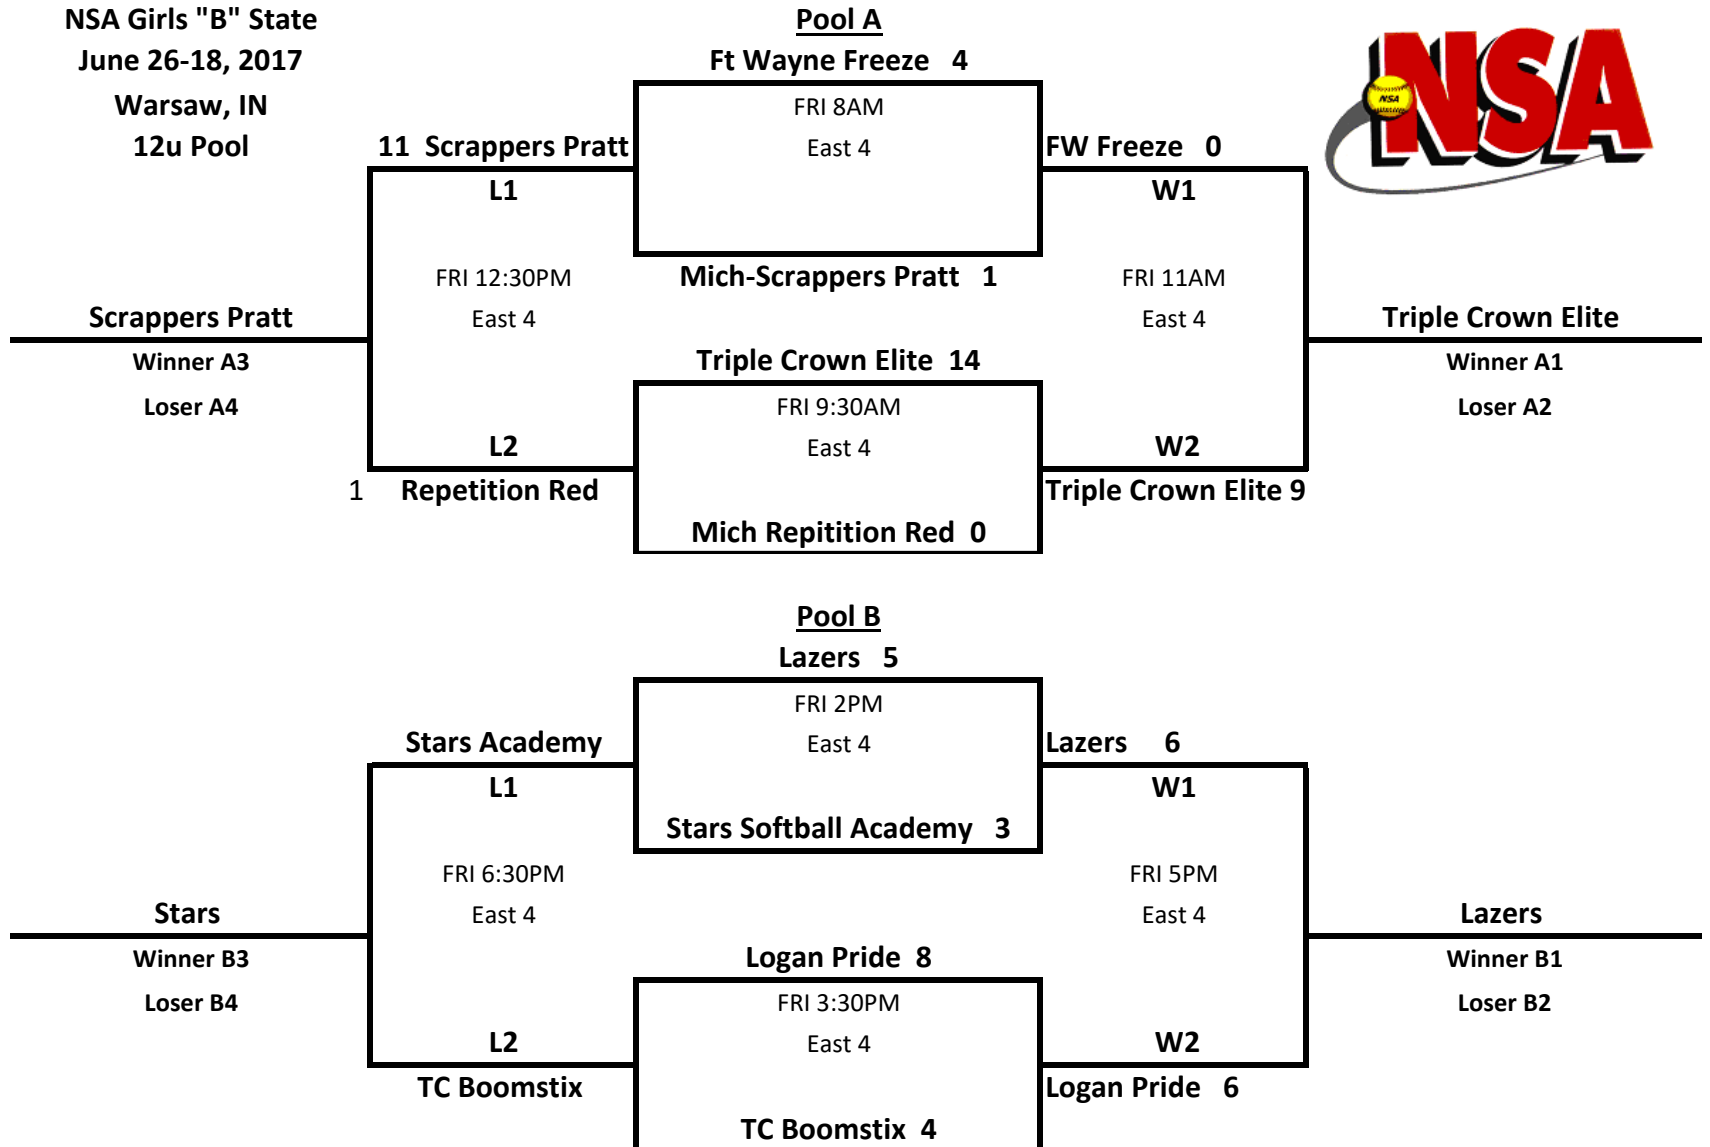 NSA Girls "B" State
June 26-18, 2017
Warsaw, IN
12u Pool
Pool A
Ft Wayne Freeze 4
FRI 8AM
East 4
11 Scrappers Pratt
L1
FW Freeze 0
W1
NSA
NSA
Mich-Scrappers Pratt 1
FRI 12:30PM
East 4
FRI 11AM
East 4
Scrappers Pratt
Winner A3
Loser A4
Triple Crown Elite
Winner A1
Loser A2
Triple Crown Elite 14
FRI 9:30AM
East 4
L2
1 Repetition Red
W2
Triple Crown Elite 9
Mich Repitition Red 0
Pool B
Lazers 5
FRI 2PM
East 4
Stars Academy
L1
Lazers 6
W1
Stars Softball Academy 3
FRI 6:30PM
East 4
FRI 5PM
East 4
Stars
Winner B3
Loser B4
Lazers
Winner B1
Loser B2
Logan Pride 8
FRI 3:30PM
East 4
L2
TC Boomstix
W2
Logan Pride 6
TC Boomstix 4